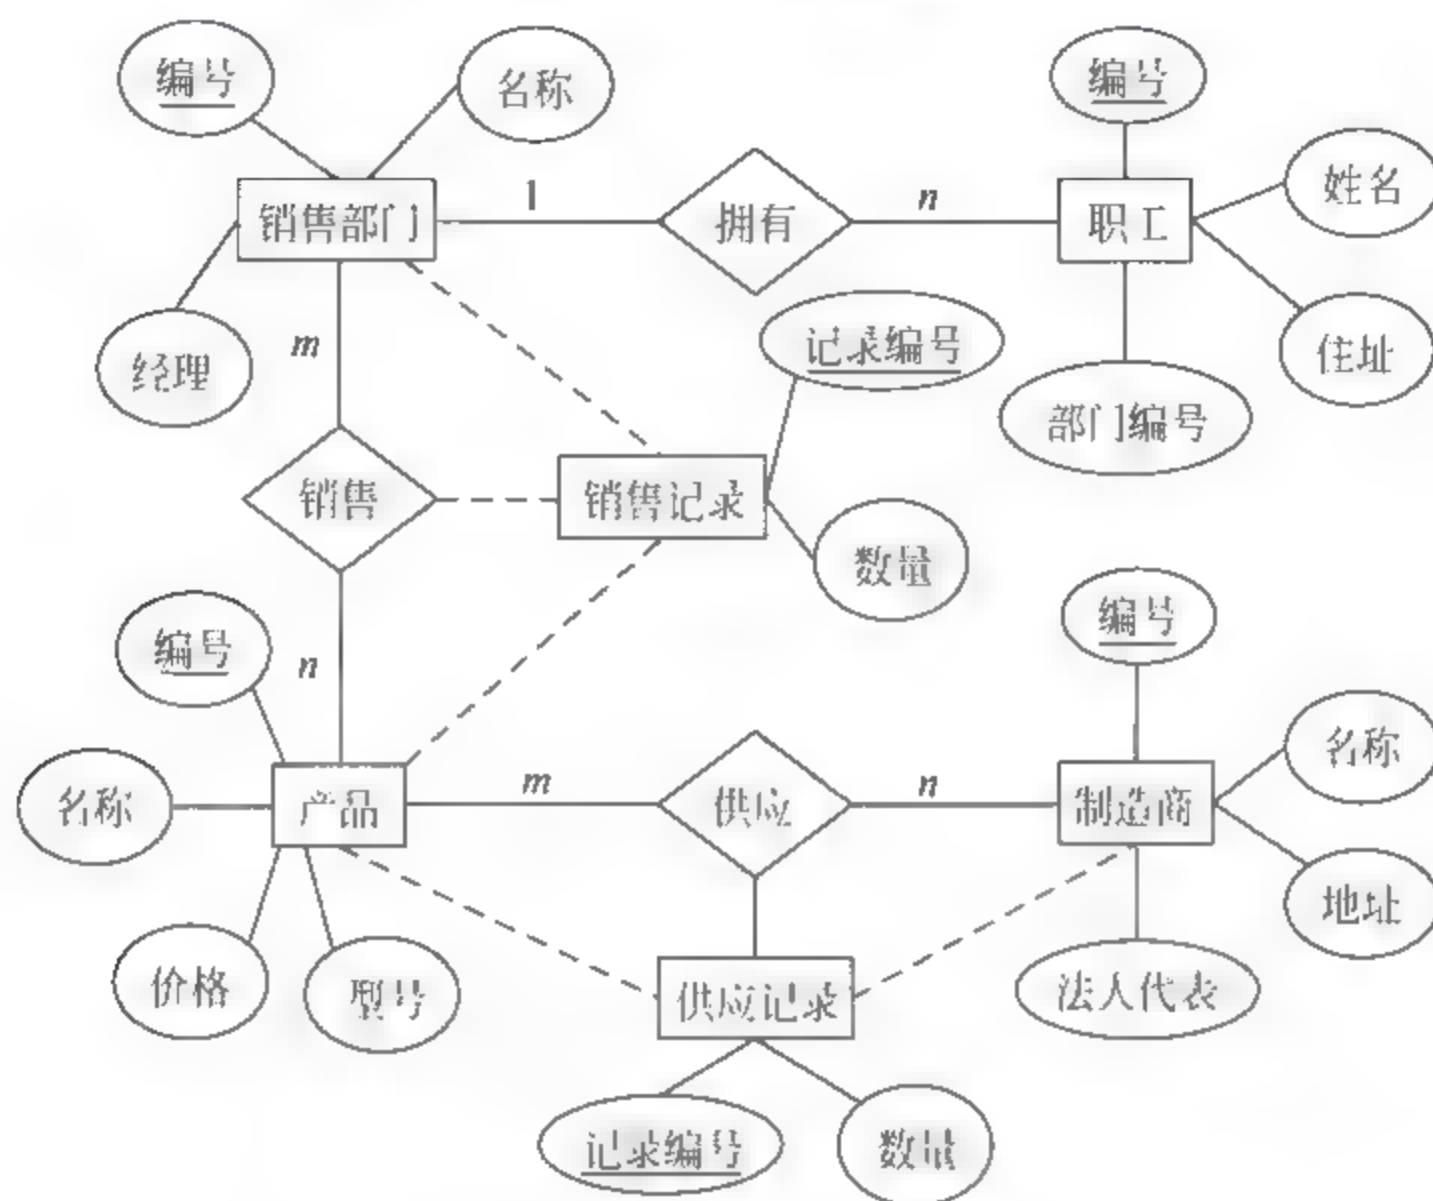 编号
名称
编号
姓名
销售部门
1
拥有
n
职工
经理
m
记录编号
住址
部门编号
销售
销售记录
数量
编号
编号
n
名称
名称
产品
m
供应
n
制造商
地址
价格
型号
供应记录
法人代表
记录编号
数量